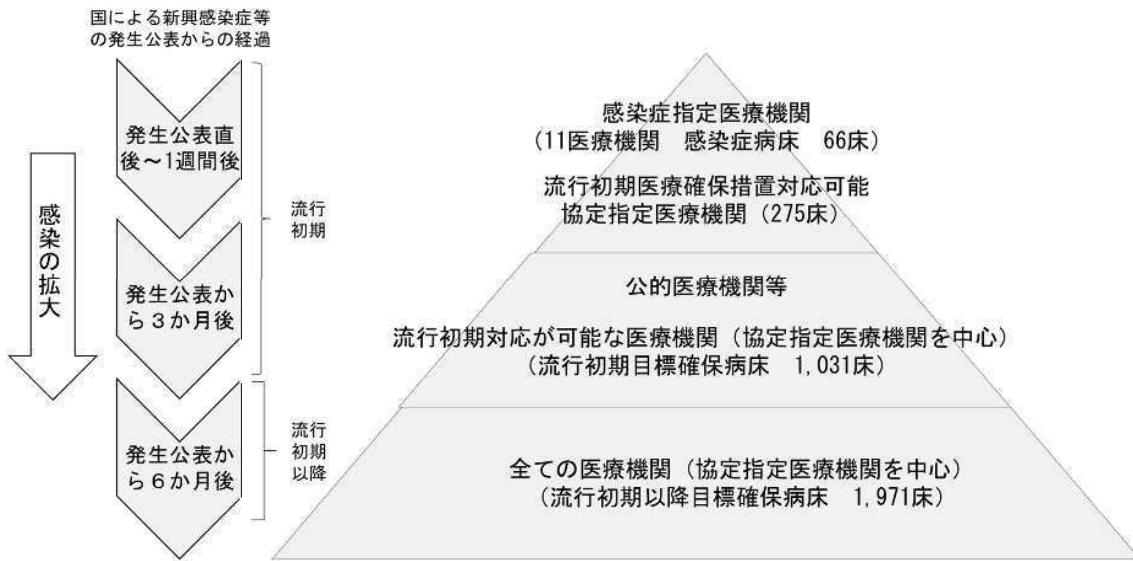 国による新興感染症等
の発生公表からの経過
発生公表直
後～1週間後
発生公表か
ら３か月後
発生公表か
ら６か月後
感染の拡大
流行
初期
流行
初期
以降
感染症指定医療機関
（11医療機関　感染症病床　66床）
流行初期医療確保措置対応可能
協定指定医療機関（275床）
公的医療機関等
流行初期対応が可能な医療機関（協定指定医療機関を中心）
（流行初期目標確保病床　1,031床）
全ての医療機関（協定指定医療機関を中心）
（流行初期以降目標確保病床　1,971床）